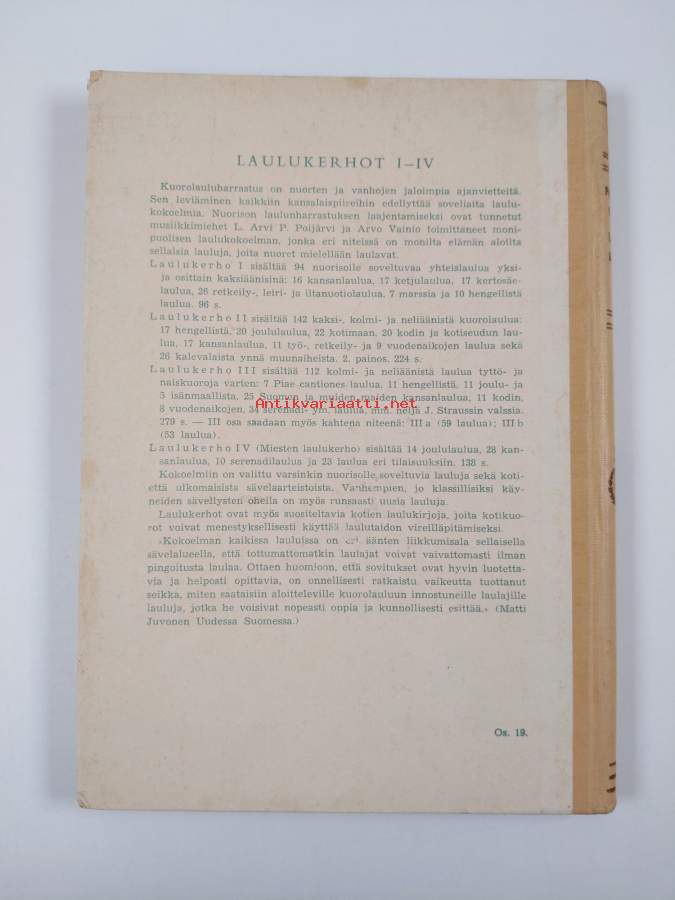 LAULUKERHOT I–IV
Kuorolauluharrastus on nuorten ja vanhojen jaloimpia ajanvietteitä.
Sen leviäminen kaikkiin kansalaispiireihin edellyttää soveliaita laulu-
kokoelmia. Nuorison laulunharrastuksen laajentamiseksi ovat tunnetut
musiikkimiehet L. Arvi P. Poijärvi ja Arvo Vainio toimittaneet moni-
puolisen laulukokoelman, jonka eri niteissä on monilta elämän aloilta
sellaisia lauluja, joita nuoret mielellään laulavat.
Laulukerho I sisältää 94 nuorisolle soveltuvaa yhteislaulua yksi-
ja osittain kaksiäänisinä: 16 kansanlaulua, 17 ketjulaulua, 17 kertosäe-
laulua, 26 retkeily-, leiri- ja iltanuotiolaulua, 7 marssia ja 10 hengellistä
laulua. 96 s.
Laulukerho II sisältää 142 kaksi-, kolmi- ja neliäänistä kuorolaulua:
17 hengellistä, 20 joululaulua, 22 kotimaan, 20 kodin ja kotiseudun lau-
lua, 17 kansanlaulua, 11 työ-, retkeily- ja 9 vuodenaikojen laulua sekä
26 kalevalaista ynnä muunaiheista. 2. painos. 224 s.
Laulukerho III sisältää 112 kolmi- ja neliäänistä laulua tyttö- ja
naiskuoroja varten: 7 Piae cantiones laulua, 11 hengellistä, 11 joulu- ja
5 isänmaallista, 25 Suomen ja muiden maiden kansanlaulua, 11 kodin,
8 vuodenaikojen, 34 serenadi- ym. laulua, mm. neljä J. Straussin valssia.
279 s. — III osa saadaan myös kahtena niteenä: III a (59 laulua); III b
(53 laulua).
Laulukerho IV (Miesten laulukerho) sisältää 14 joululaulua, 28 kan-
sanlaulua, 10 serenadilaulua ja 23 laulua eri tilaisuuksiin. 138 s.
Kokoelmiin on valittu varsinkin nuorisolle soveltuvia lauluja sekä koti-
että ulkomaisista sävelaarteistoista. Vanhempien, jo klassillisiksi käy-
neiden sävellysten ohella on myös runsaasti uusia lauluja.
Laulukerhot ovat myös suositeltavia kotien laulukirjoja, joita kotikuo-
rot voivat menestyksellisesti käyttää laulutaidon vireilläpitämiseksi.
»Kokoelman kaikissa lauluissa on eri äänten liikkumisala sellaisella
sävelalueella, että tottumattomatkin laulajat voivat vaivattomasti ilman
pingoitusta laulaa. Ottaen huomioon, että sovitukset ovat hyvin luotetta-
via ja helposti opittavia, on onnellisesti ratkaistu vaikeutta tuottanut
seikka, miten saataisiin aloitteleville kuorolauluun innostuneille laulajille
lauluja, jotka he voisivat nopeasti oppia ja kunnollisesti esittää.» (Matti
Juvonen Uudessa Suomessa.)
Os. 19.
Antikvariaatti.net